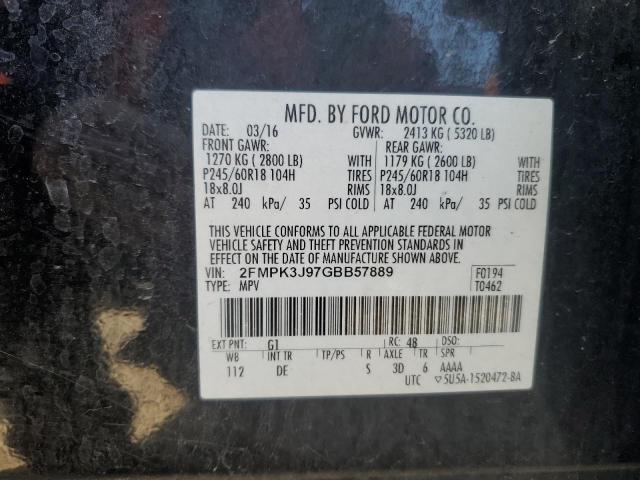 MFD. BY FORD MOTOR CO.
DATE: 03/16 GVWR: 2413 KG ( 5320 LB)
FRONT GAWR: REAR GAWR:
1270 KG ( 2800 LB) WITH 1179 KG ( 2600 LB) WITH
P245/60R18 104H TIRES P245/60R18 104H TIRES
18x8.0J RIMS 18x8.0J RIMS
AT 240 kPa/ 35 PSI COLD AT 240 kPa/ 35 PSI COLD
THIS VEHICLE CONFORMS TO ALL APPLICABLE FEDERAL MOTOR
VEHICLE SAFETY AND THEFT PREVENTION STANDARDS IN EFFECT
ON THE DATE OF MANUFACTURE SHOWN ABOVE.
VIN: 2FMPK3J97GBB57889 F0194
TYPE: MPV T0462
EXT PNT: G1 RC: 48 DSO:
WB INT TR TP/PS R AXLE TR SPR
112 DE S 3D 6 AAAA
UTC ▽5U5A-1520472-BA